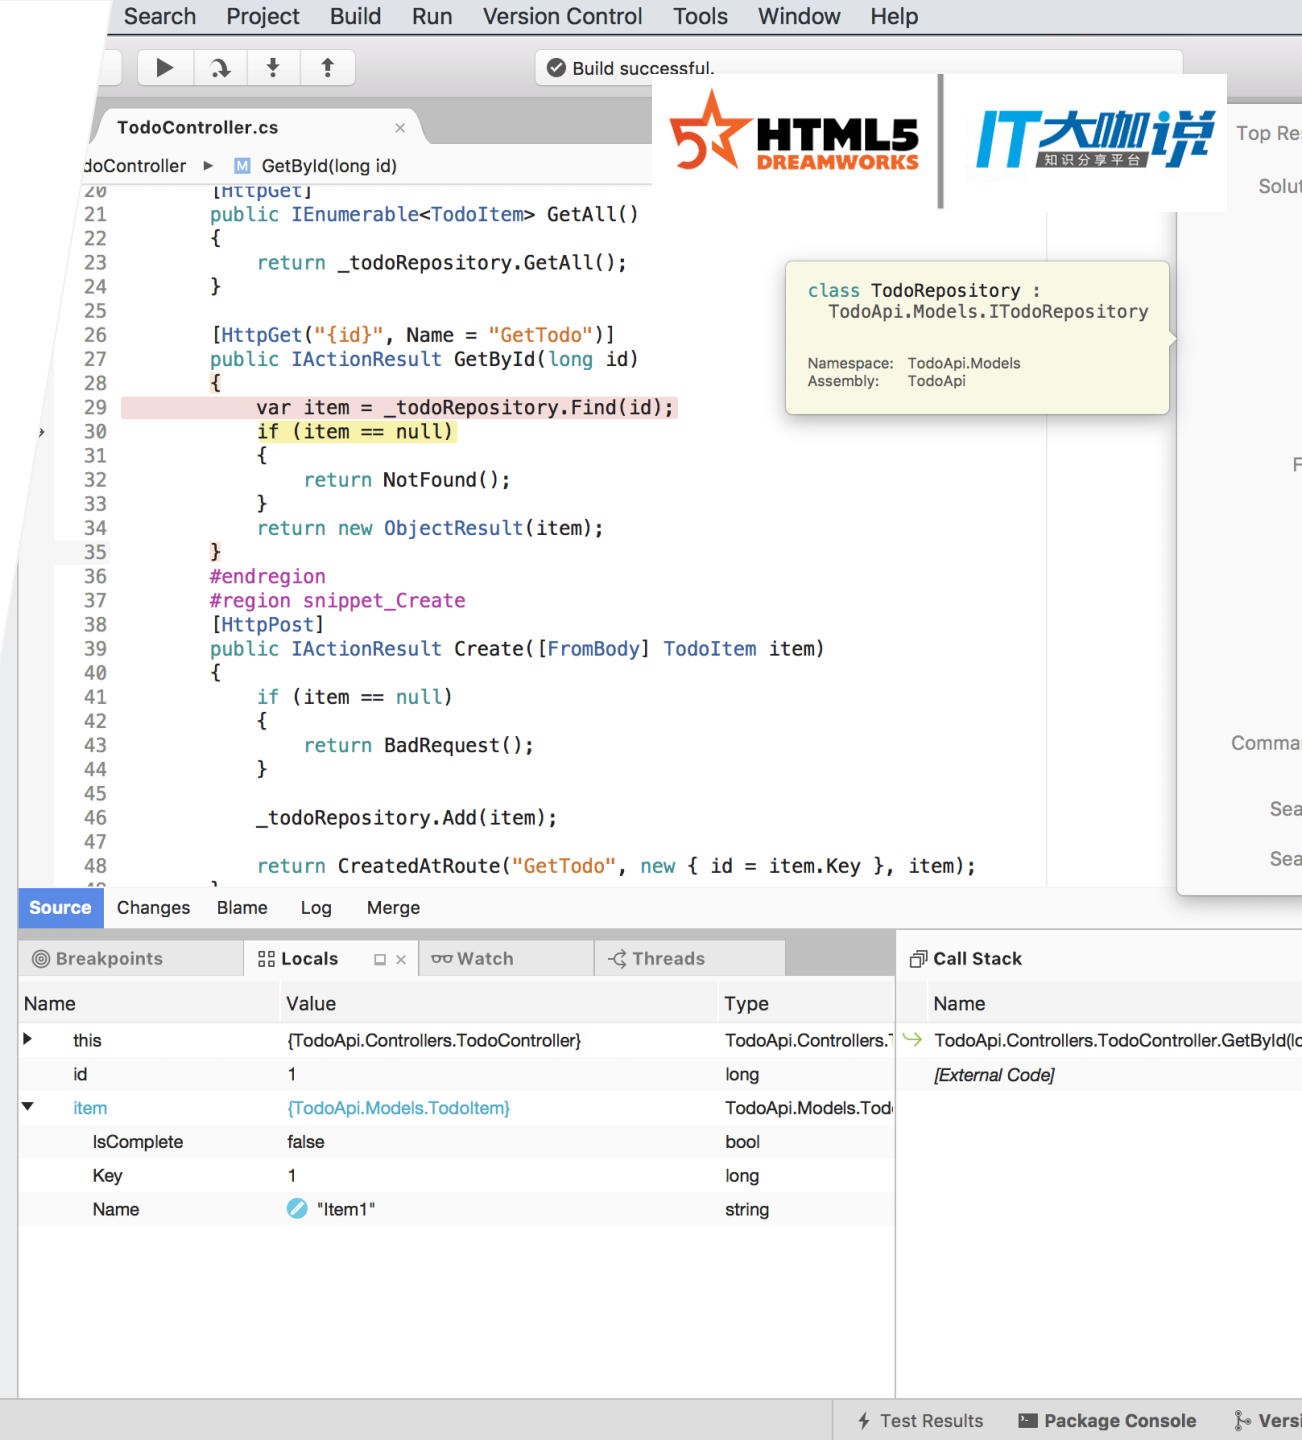 Search Project Build Run Version Control Tools Window Help
Build successful.
HTML5
DREAMWORKS
IT大咖说
知识分享平台
TodoController.cs
doController ▶ M GetById(long id)
20 [HttpGet]
21 public IEnumerable<TodoItem> GetAll()
22 {
23 return _todoRepository.GetAll();
24 }
25
26 [HttpGet("{id}", Name = "GetTodo")]
27 public IActionResult GetById(long id)
28 {
29 var item = _todoRepository.Find(id);
30 if (item == null)
31 {
32 return NotFound();
33 }
34 return new ObjectResult(item);
35 }
36 #endregion
37 #region snippet_Create
38 [HttpPost]
39 public IActionResult Create([FromBody] TodoItem item)
40 {
41 if (item == null)
42 {
43 return BadRequest();
44 }
45
46 _todoRepository.Add(item);
47
48 return CreatedAtRoute("GetTodo", new { id = item.Key }, item);
class TodoRepository :
TodoApi.Models.ITodoRepository
Namespace: TodoApi.Models
Assembly: TodoApi
Top Res
Solut
F
Comma
Sea
Sea
Source Changes Blame Log Merge
Breakpoints Locals Watch Threads
Name Value Type
this {TodoApi.Controllers.TodoController} TodoApi.Controllers.T
id 1 long
item {TodoApi.Models.TodoItem} TodoApi.Models.Tod
IsComplete false bool
Key 1 long
Name "Item1" string
Call Stack
Name
TodoApi.Controllers.TodoController.GetById(lo
[External Code]
Test Results Package Console Versi